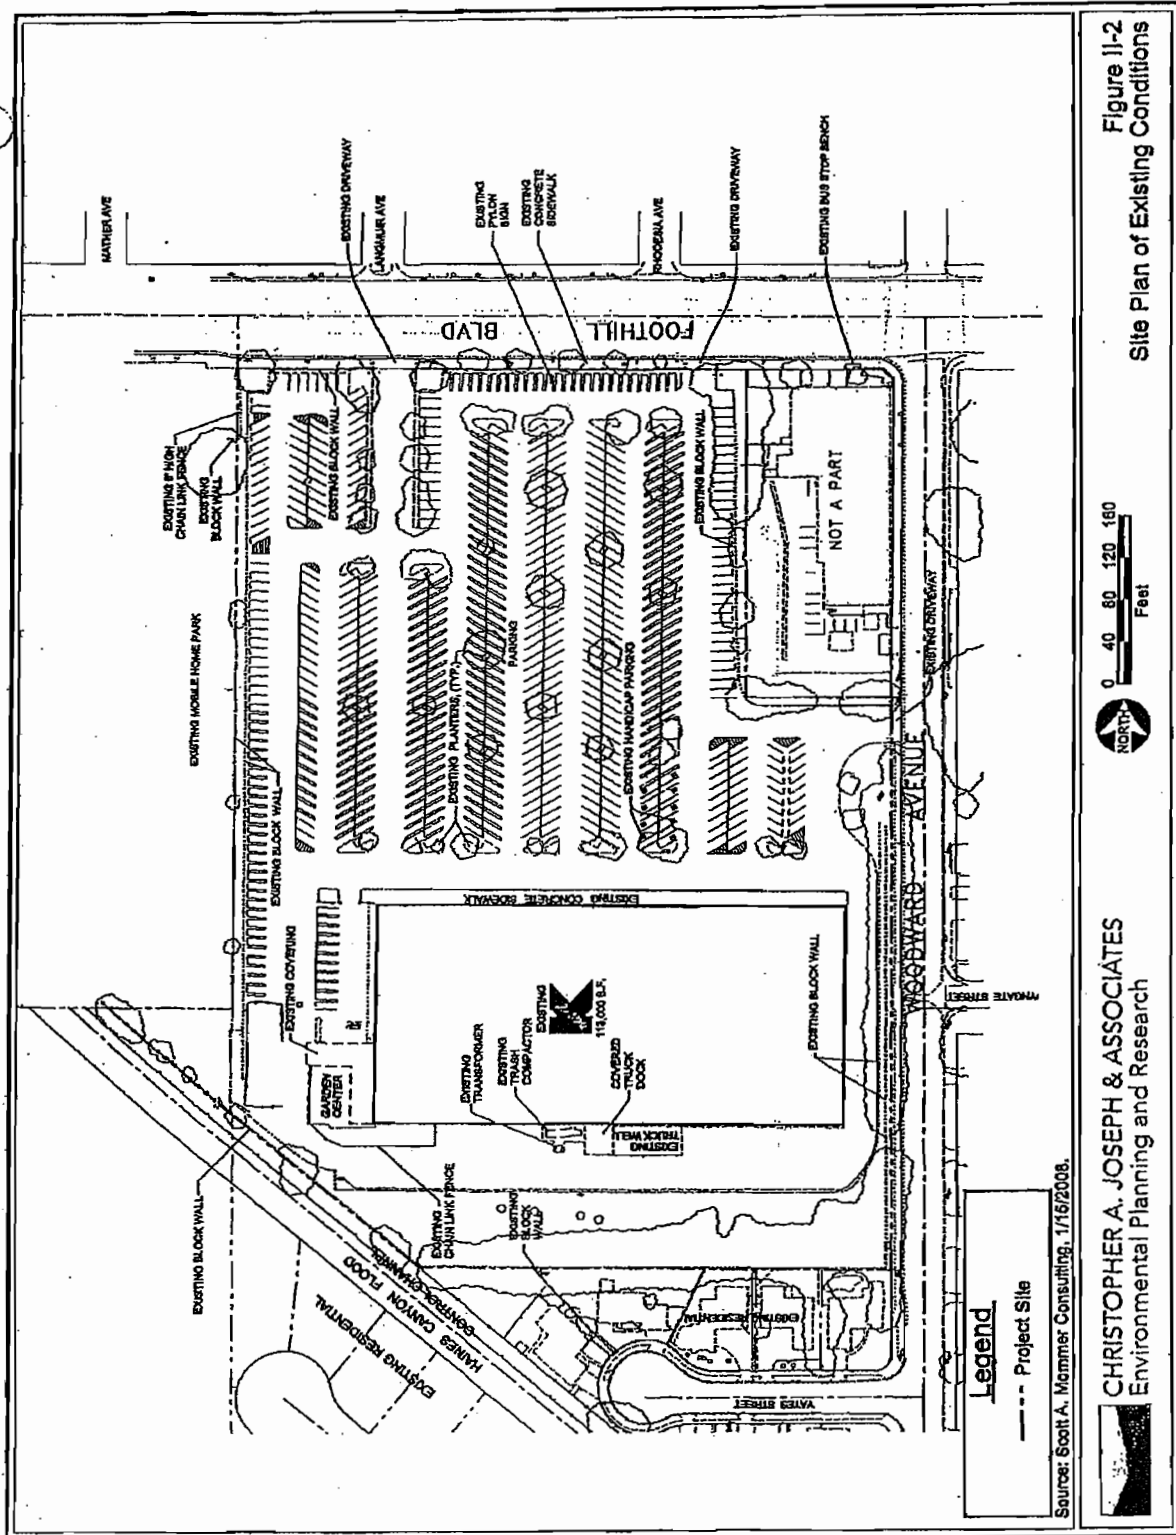 MATHER AVE
EXISTING DRIVEWAY
LANGMUIR AVE
EXISTING
PYLON
SIGN
EXISTING
CONCRETE
SIDEWALK
RHODESIA AVE
EXISTING DRIVEWAY
EXISTING BUS STOP BENCH
FOOTHILL BLVD
EXISTING 8' HIGH
CHAIN LINK FENCE
EXISTING
BLOCK WALL
EXISTING BLOCK WALL
EXISTING BLOCK WALL
NOT A PART
EXISTING MOBILE HOME PARK
EXISTING BLOCK WALL
EXISTING PLANTERS, (TYP.)
PARKING
EXISTING HANDICAP PARKING
EXISTING DRIVEWAY
WOODWARD AVENUE
EXISTING CONCRETE SIDEWALK
EXISTING COVERING
GARDEN
CENTER
EXISTING
TRANSFORMER
EXISTING
TRASH
COMPACTOR
EXISTING
K
113,000 S.F.
COVERED
TRUCK
DOCK
EXISTING
TRUCK WELL
EXISTING BLOCK WALL
EXISTING BLOCK WALL
EXISTING
CHAIN LINK FENCE
EXISTING
BLOCK
WALL
HAINES CANYON FLOOD
CONTROL CHANNEL
EXISTING RESIDENTIAL
EXISTING RESIDENTIAL
YATES STREET
Legend
Project Site
Source: Scott A. Mommer Consulting, 1/16/2008.
CHRISTOPHER A. JOSEPH & ASSOCIATES
Environmental Planning and Research
NORTH
0 40 80 120 160
Feet
Figure II-2
Site Plan of Existing Conditions